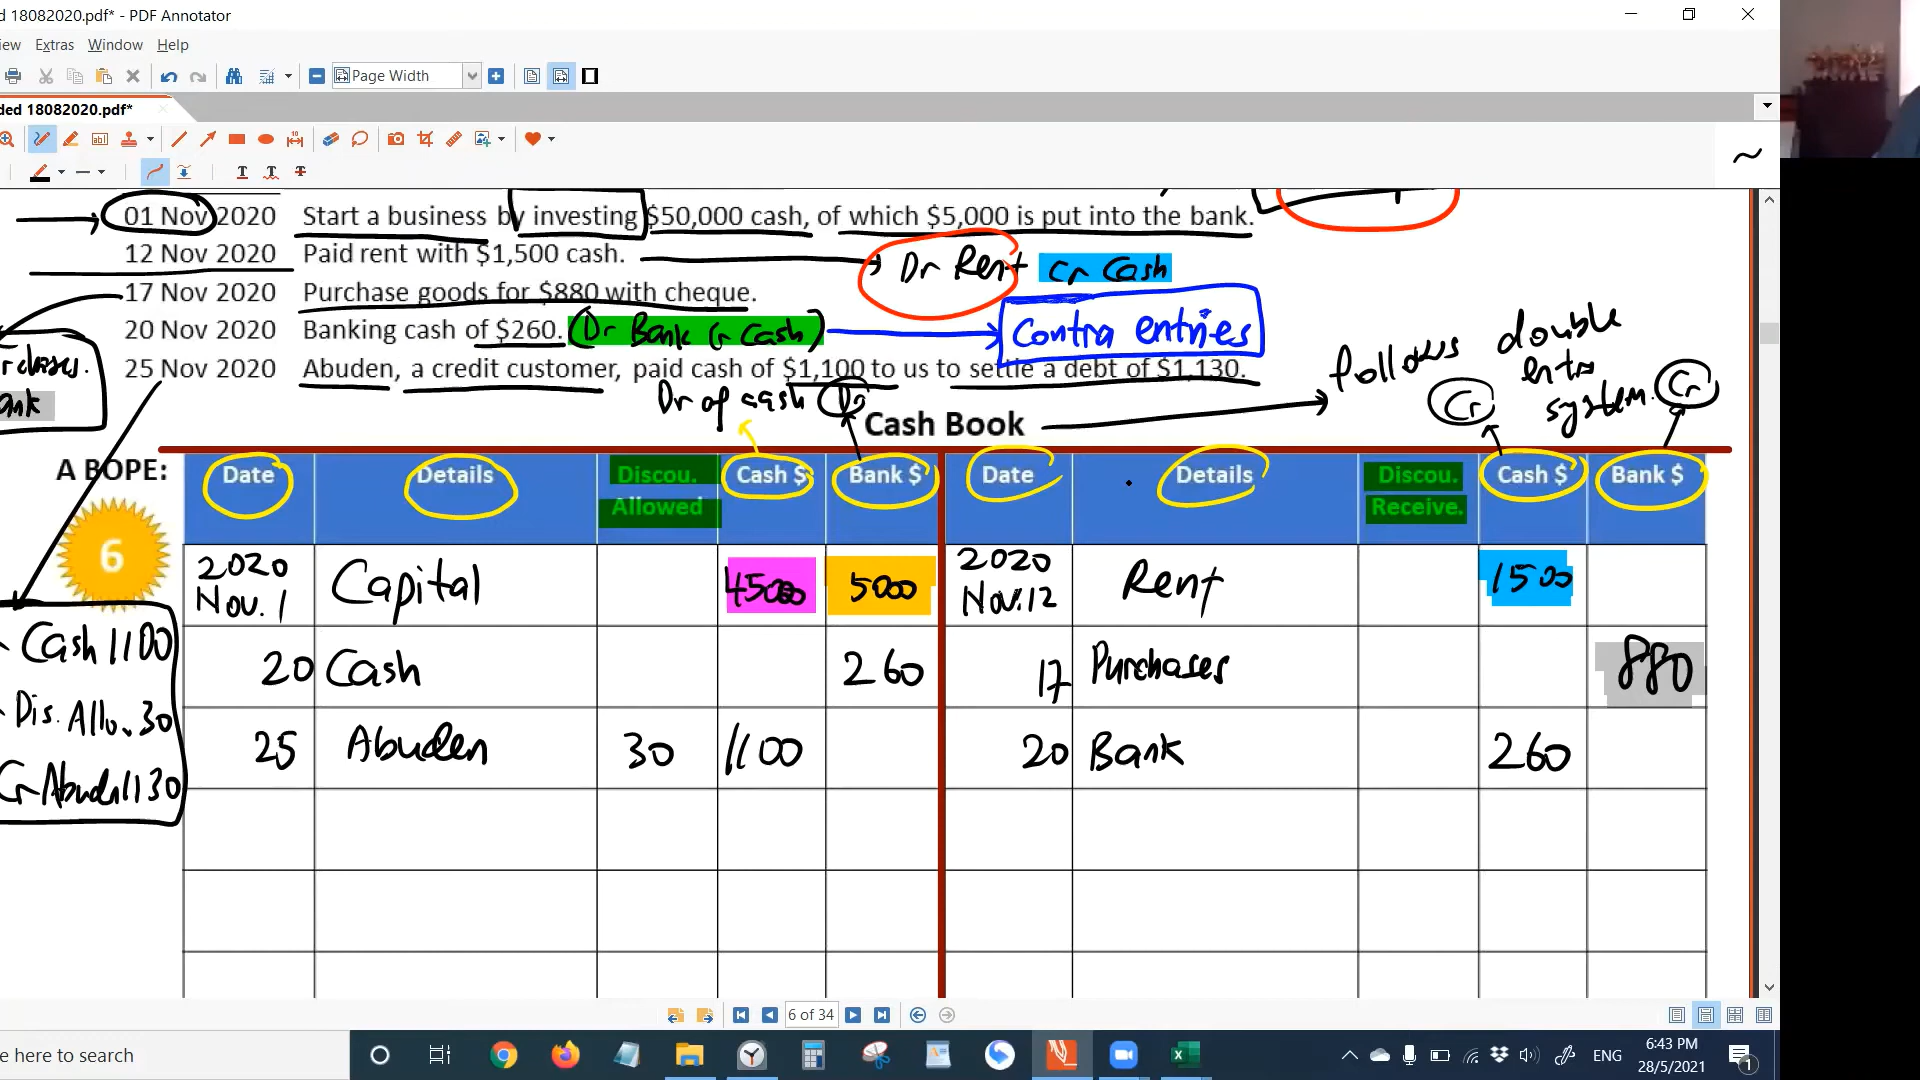 d 18082020.pdf* - PDF Annotator
iew Extras Window Help
Page Width
ded 18082020.pdf*
01 Nov 2020 Start a business by investing $50,000 cash, of which $5,000 is put into the bank.
12 Nov 2020 Paid rent with $1,500 cash. Dr Rent Cr Cash
17 Nov 2020 Purchase goods for $880 with cheque.
20 Nov 2020 Banking cash of $260. (Dr Bank Cr Cash) Contra entries
25 Nov 2020 Abuden, a credit customer, paid cash of $1,100 to us to settle a debt of $1,130.
follows double
entry
system.
rchases.
ank
Dr of cash Dr Cr Cr
Cash Book
A BOPE:
Date Details Discou. Cash $ Bank $ Date Details Discou. Cash $ Bank $
Allowed Receive.
6
2020 2020
Nov. 1 Capital 45000 5000 Nov. 12 Rent 1500
20 Cash 260 17 Purchases 880
25 Abuden 30 1100 20 Bank 260
Cash 1100
Dis. Allo. 30
Cr Abuden 1130
6 of 34
e here to search
ENG
6:43 PM
28/5/2021
1